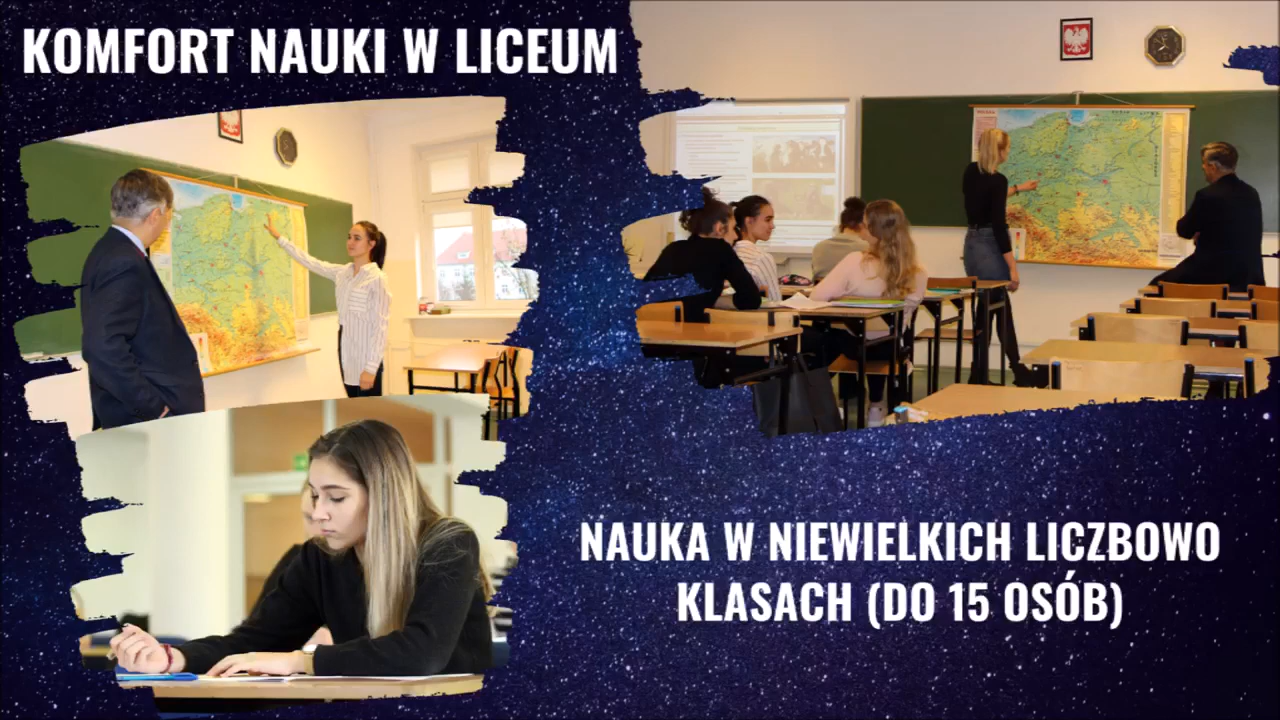 KOMFORT NAUKI W LICEUM
NAUKA W NIEWIELKICH LICZBOWO
KLASACH (DO 15 OSÓB)